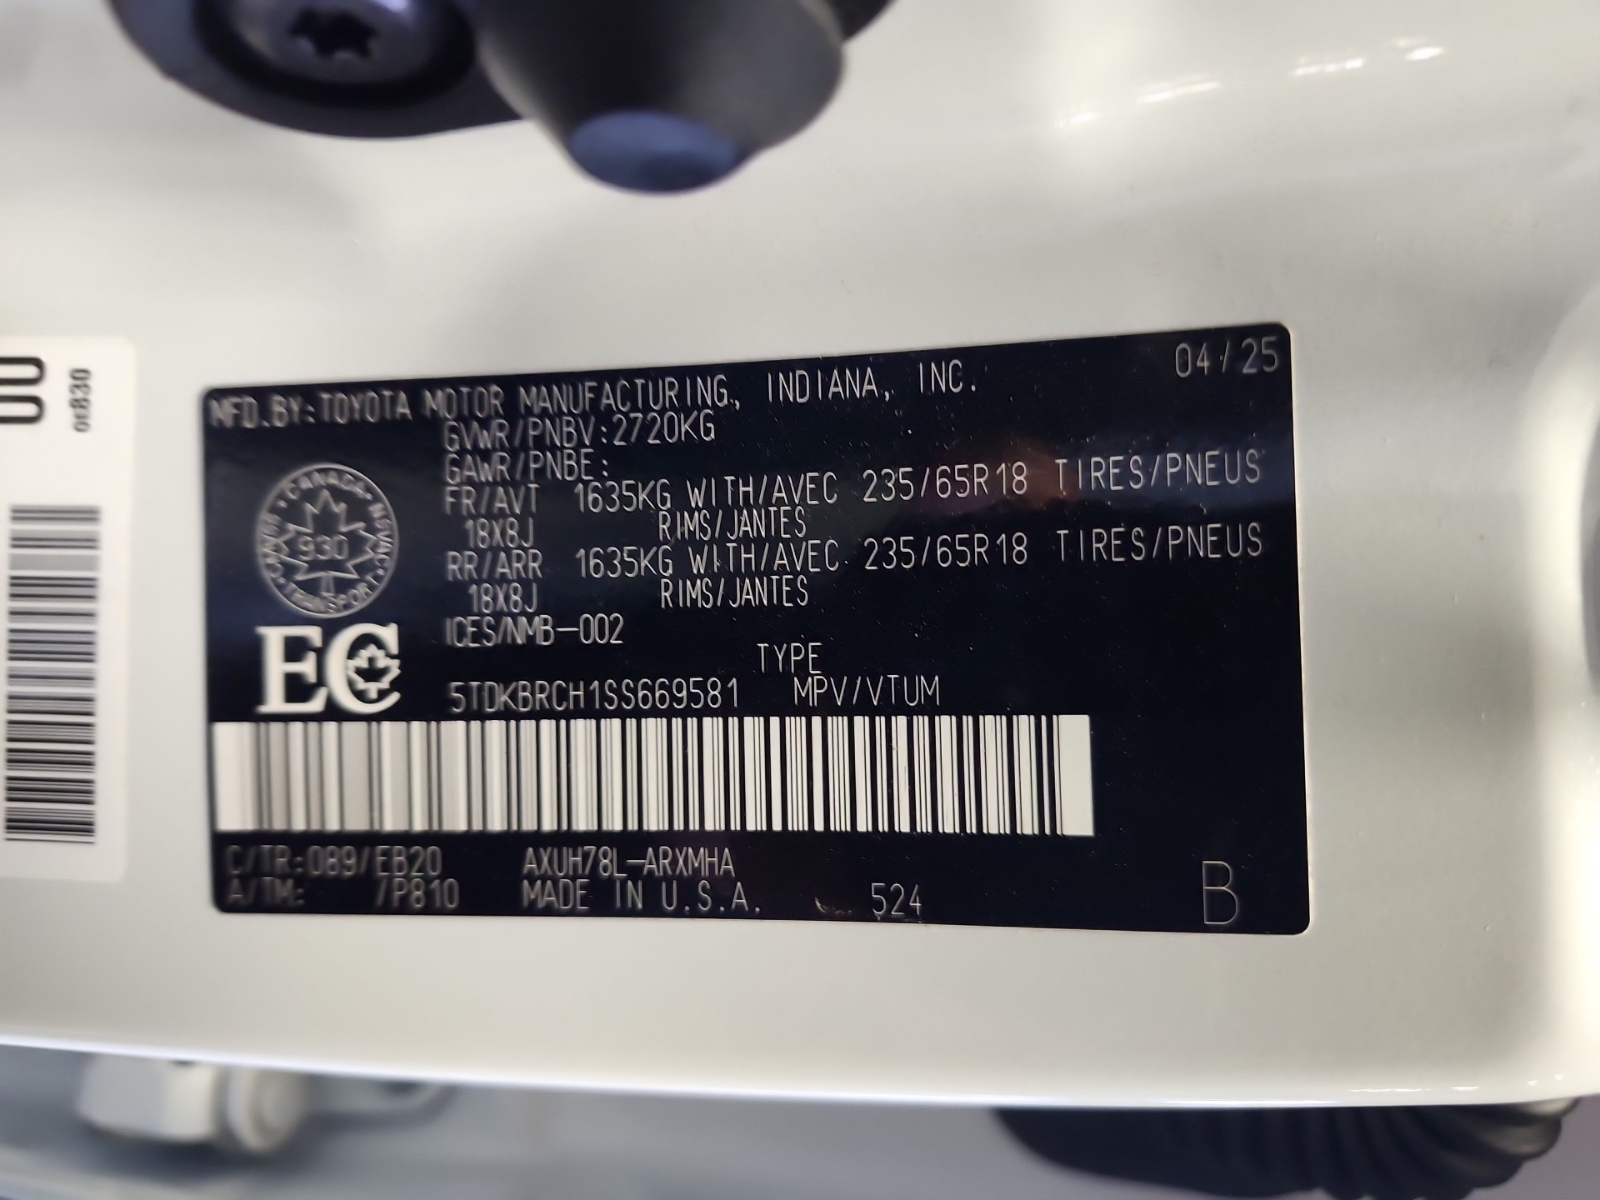 00
0R830
04/25
MFD.BY:TOYOTA MOTOR MANUFACTURING, INDIANA, INC.
GVWR/PNBV:2720KG
GAWR/PNBE:
FR/AVT 1635KG WITH/AVEC 235/65R18 TIRES/PNEUS
18X8J RIMS/JANTES
RR/ARR 1635KG WITH/AVEC 235/65R18 TIRES/PNEUS
18X8J RIMS/JANTES
ICES/NMB-002
CANADA
930
TRANSPORT
EC
TYPE
5TDKBRCH1SS669581 MPV/VTUM
C/TR:089/EB20 AXUH78L-ARXMHA
A/TM: /P810 MADE IN U.S.A. 524
B